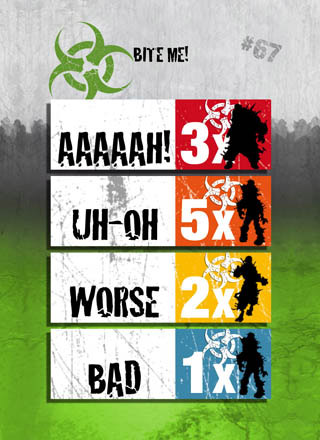 BITE ME!
#67
AAAAAH! 3x
UH-OH 5x
WORSE 2x
BAD 1x